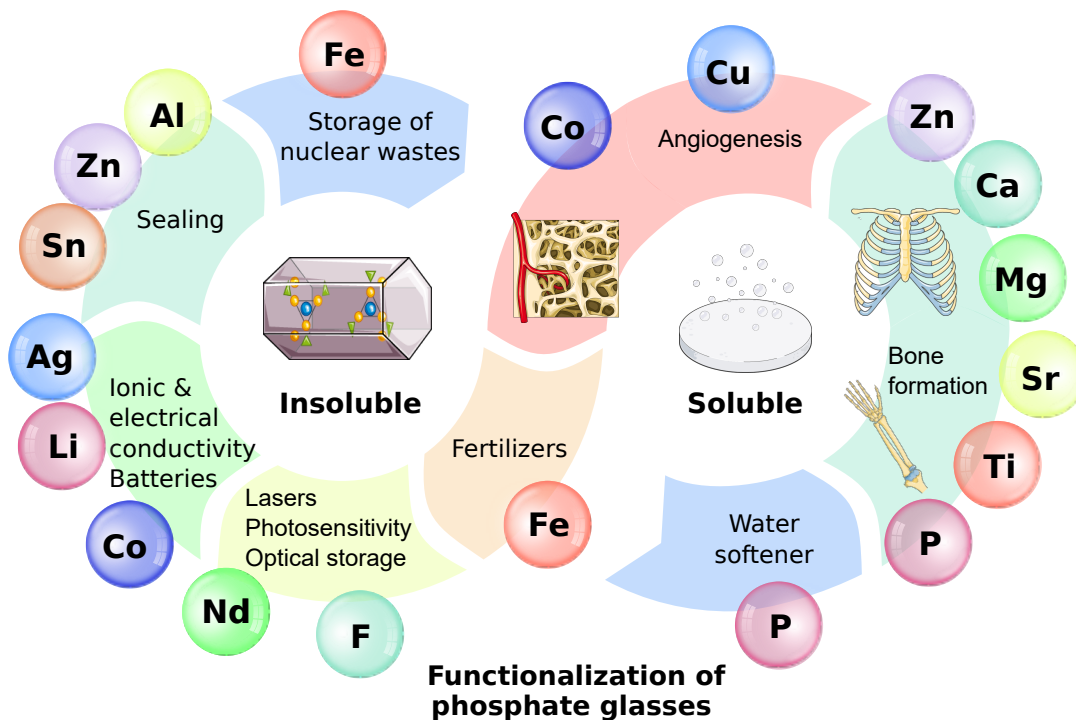 Fe
Storage of
nuclear wastes
Al
Zn
Sn
Sealing
Ag
Li
Co
Ionic &
electrical
conductivity
Batteries
Nd
F
Lasers
Photosensitivity
Optical storage
Insoluble
Fertilizers
Fe
Co
Cu
Angiogenesis
Soluble
Zn
Ca
Mg
Sr
Ti
P
Bone
formation
Water
softener
P
Functionalization of
phosphate glasses